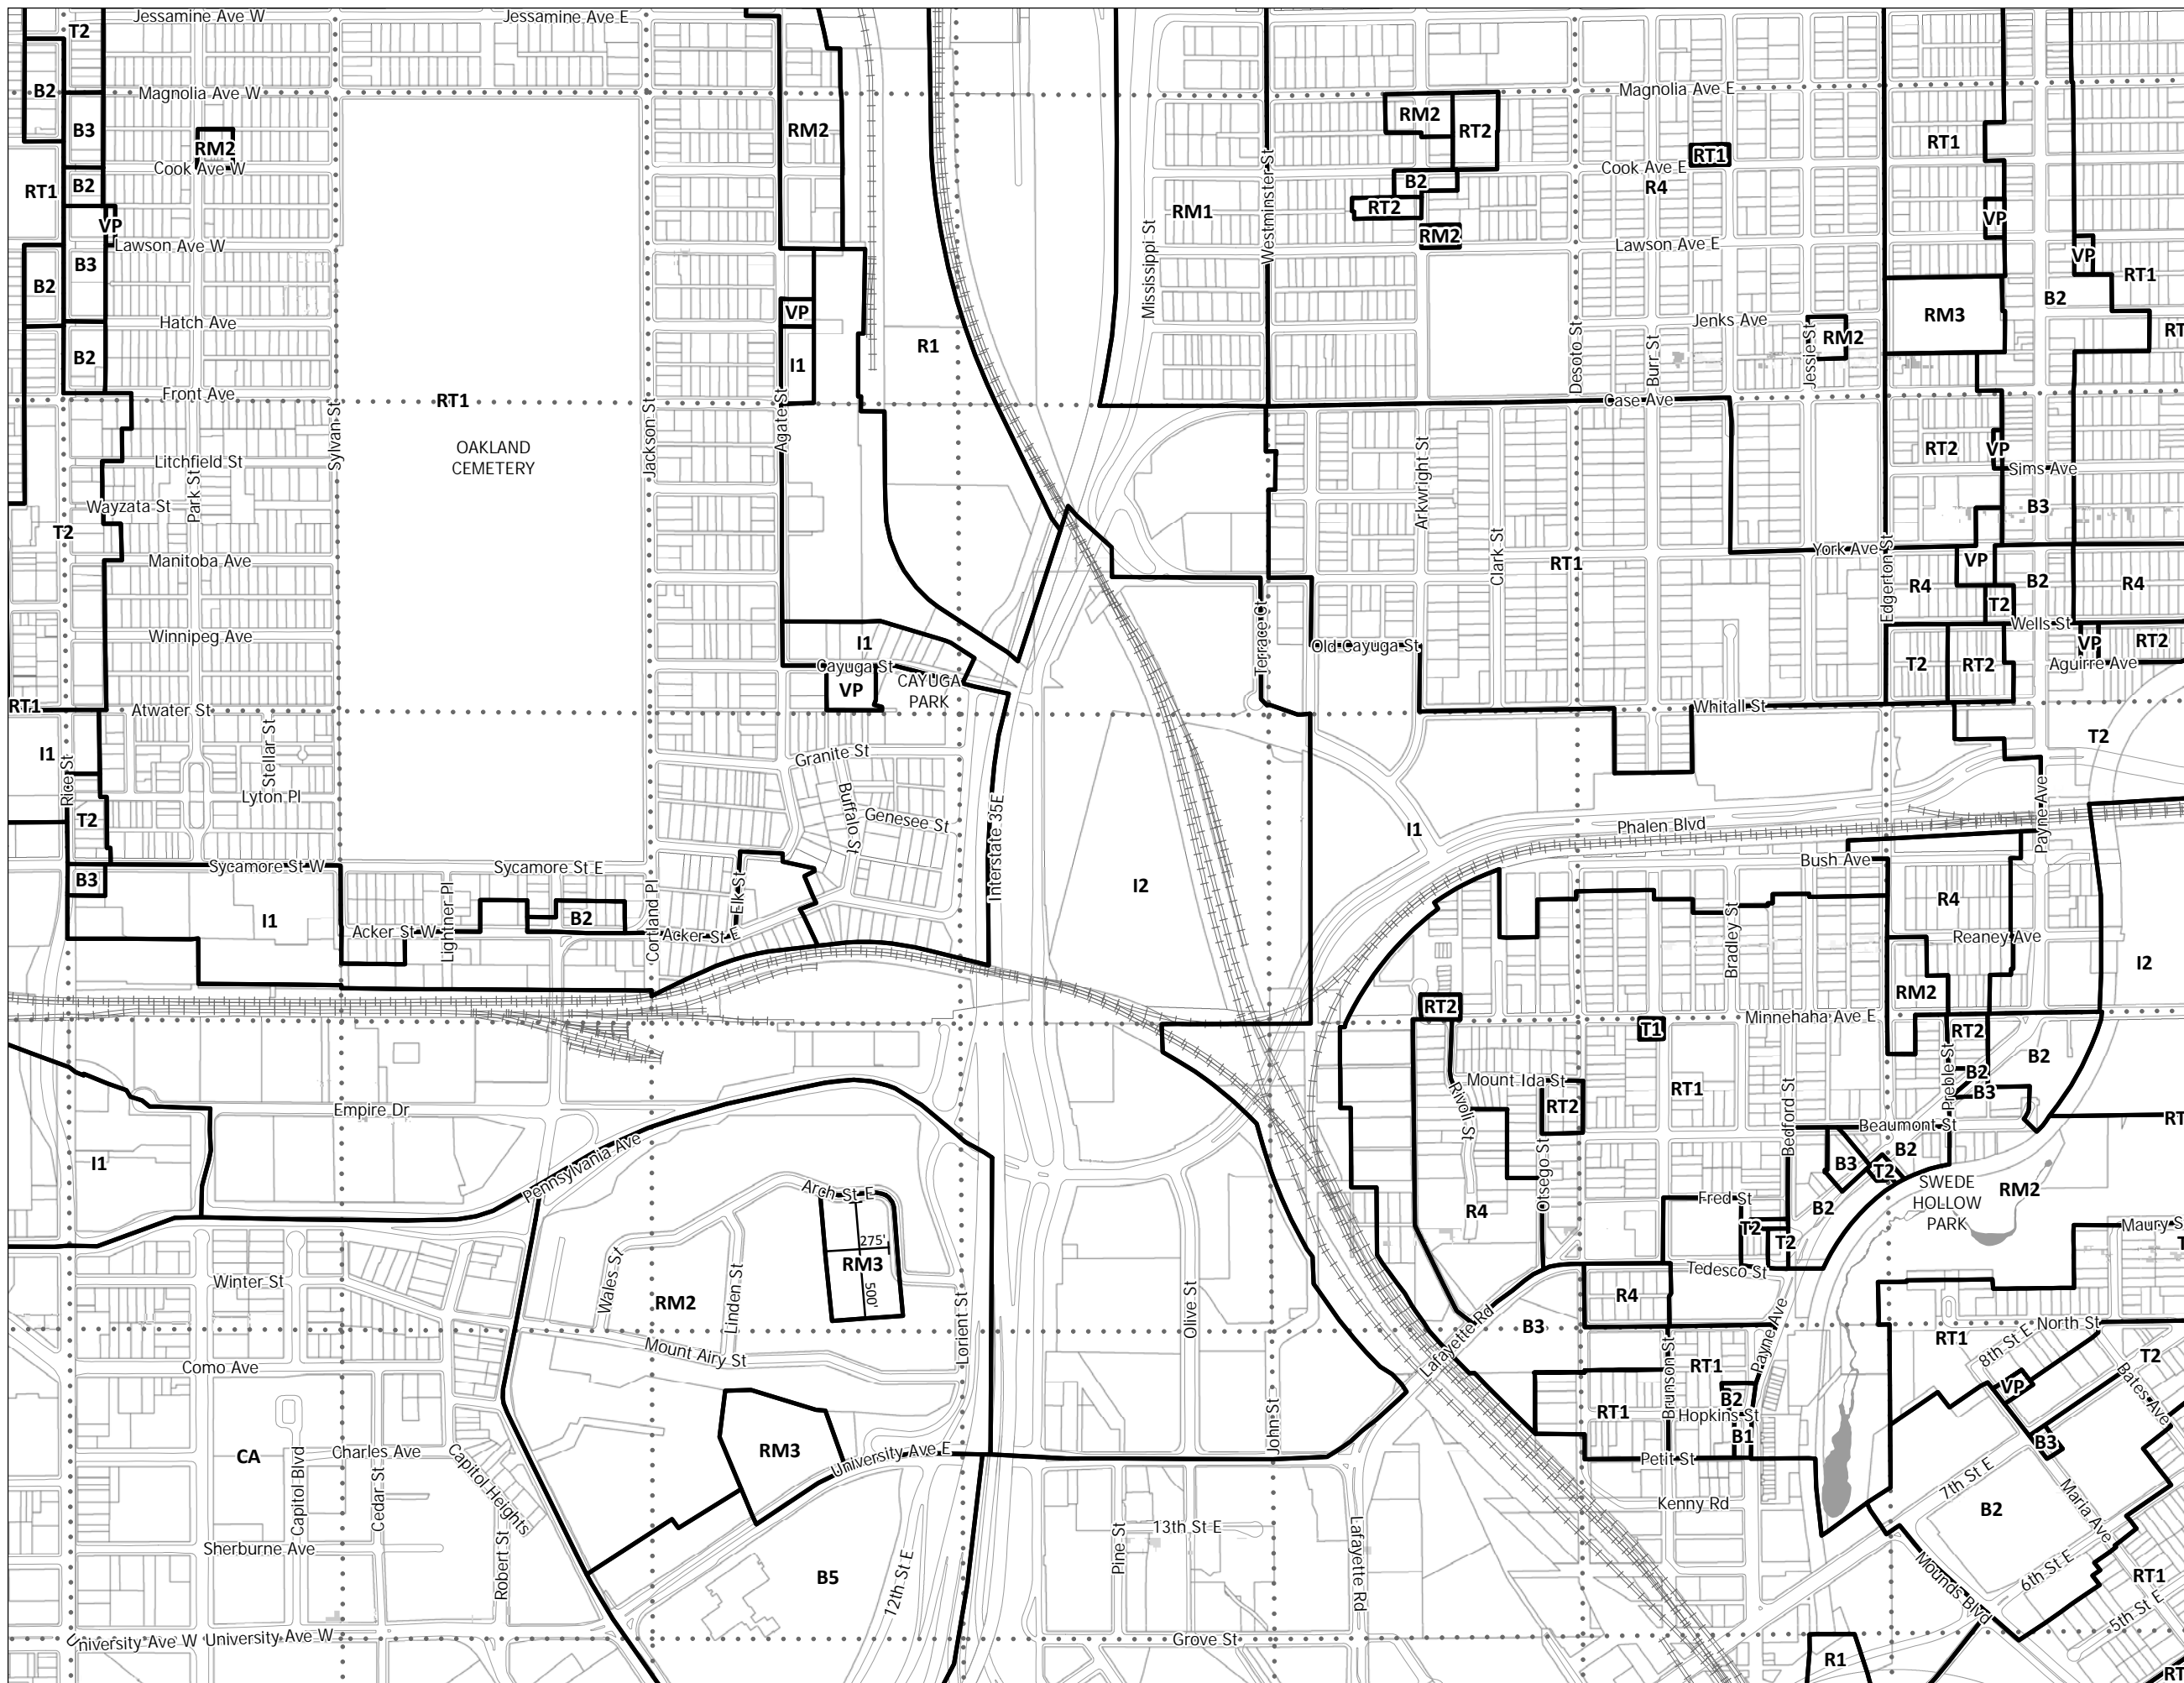 Jessamine Ave W
Jessamine Ave E
T2
B2
Magnolia Ave W
B3
RM2
Cook Ave W
RT1
B2
VP
Lawson Ave W
B3
B2
Hatch Ave
B2
Front Ave
RT1
OAKLAND
CEMETERY
Litchfield St
Wayzata St
Park St
Sylvan St
Jackson St
Agate St
T2
Manitoba Ave
Winnipeg Ave
RT1
Atwater St
I1
Rice St
Stellar St
Lyton Pl
T2
Sycamore St W
Sycamore St E
B3
I1
Acker St W
Lightner Pl
B2
Cortland Pl
Acker St E
Elk St
RM2
VP
I1
R1
I1
Cayuga St
VP
CAYUGA
PARK
Granite St
Buffalo St
Genesee St
Interstate 35E
I2
Mississippi St
RM1
Westminster St
Magnolia Ave E
RM2
RT2
RT1
Cook Ave E
R4
B2
RT2
RM2
Lawson Ave E
Jenks Ave
RM2
Jessie St
Desoto St
Burr St
Case Ave
Arkwright St
Clark St
RT1
York Ave
Edgerton St
Terrace Ct
Old Cayuga St
Whitall St
RT1
VP
VP
RT1
B2
RM3
RT
RT2
VP
Sims Ave
B3
VP
R4
B2
R4
T2
Wells St
VP
RT2
T2
RT2
Aguirre Ave
T2
Payne Ave
I1
Phalen Blvd
Bush Ave
R4
Bradley St
Reaney Ave
I2
RM2
RT2
T1
Minnehaha Ave E
RT2
B2
Mount Ida St
Rivoli St
RT2
RT1
Preble St
B2
B3
Bedford St
Beaumont St
RT
Otsego St
B3
B2
T2
SWEDE
HOLLOW
PARK
RM2
R4
Fred St
T2
B2
T2
Maury S
T
Tedesco St
R4
Lafayette Rd
B3
Payne Ave
RT1
North St
8th St E
T2
Brunson St
RT1
B2
VP
Bates Ave
RT1
Hopkins St
B1
B3
Petit St
7th St E
Kenny Rd
B2
Maria Ave
Mounds Blvd
6th St E
RT1
5th St E
R1
RT
Empire Dr
I1
Pennsylvania Ave
Arch St E
275'
RM3
500'
Winter St
Wales St
RM2
Linden St
Lorient St
Olive St
Mount Airy St
Como Ave
CA
Capitol Blvd
Charles Ave
Cedar St
Capitol Heights
RM3
University Ave E
John St
Robert St
Sherburne Ave
B5
12th St E
Pine St
13th St E
Lafayette Rd
University Ave W
University Ave W
Grove St